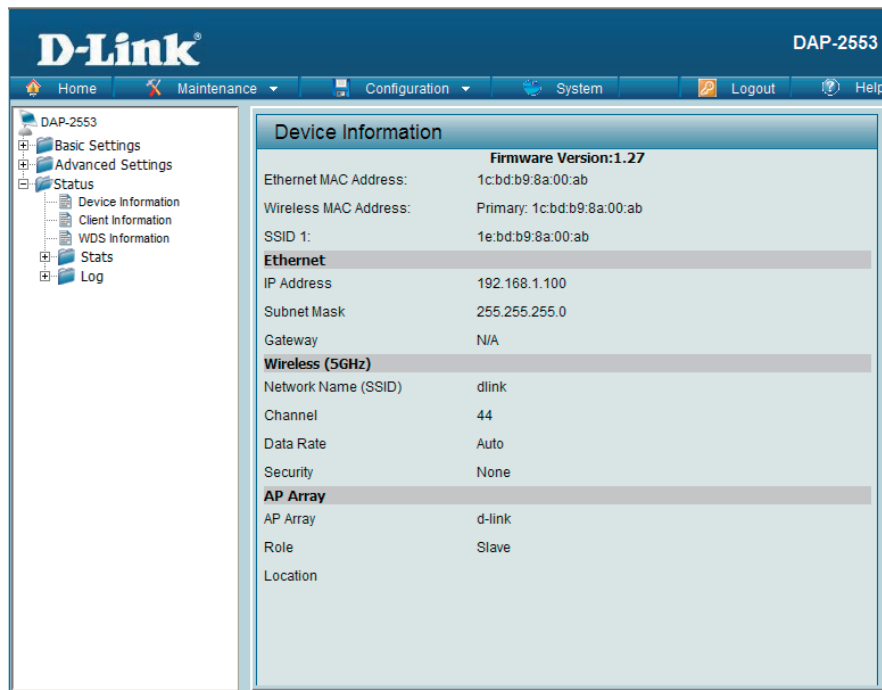 D-Link®
DAP-2553
Home Maintenance Configuration System Logout Help
DAP-2553
Basic Settings
Advanced Settings
Status
Device Information
Client Information
WDS Information
Stats
Log
Device Information
Firmware Version:1.27
Ethernet MAC Address: 1c:bd:b9:8a:00:ab
Wireless MAC Address: Primary: 1c:bd:b9:8a:00:ab
SSID 1: 1e:bd:b9:8a:00:ab
Ethernet
IP Address 192.168.1.100
Subnet Mask 255.255.255.0
Gateway N/A
Wireless (5GHz)
Network Name (SSID) dlink
Channel 44
Data Rate Auto
Security None
AP Array
AP Array d-link
Role Slave
Location